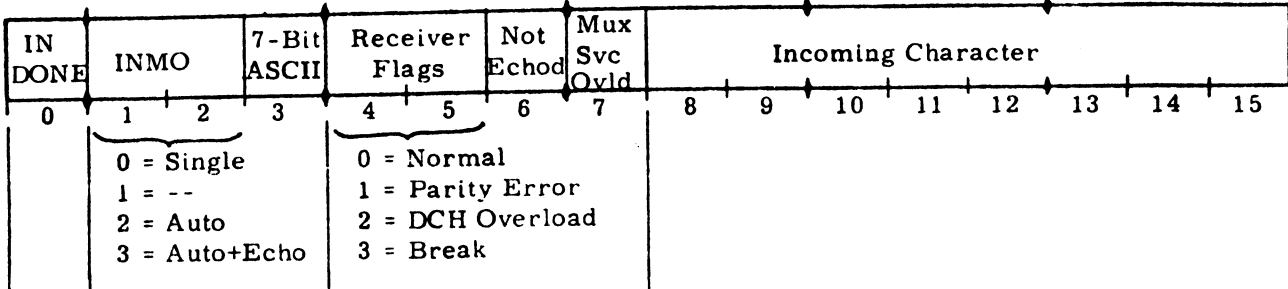 IN DONE
INMO
7-Bit ASCII
Receiver Flags
Not Echod
Mux Svc Ovld
Incoming Character
0 1 2 3 4 5 6 7 8 9 10 11 12 13 14 15
0 = Single
1 = --
2 = Auto
3 = Auto+Echo
0 = Normal
1 = Parity Error
2 = DCH Overload
3 = Break